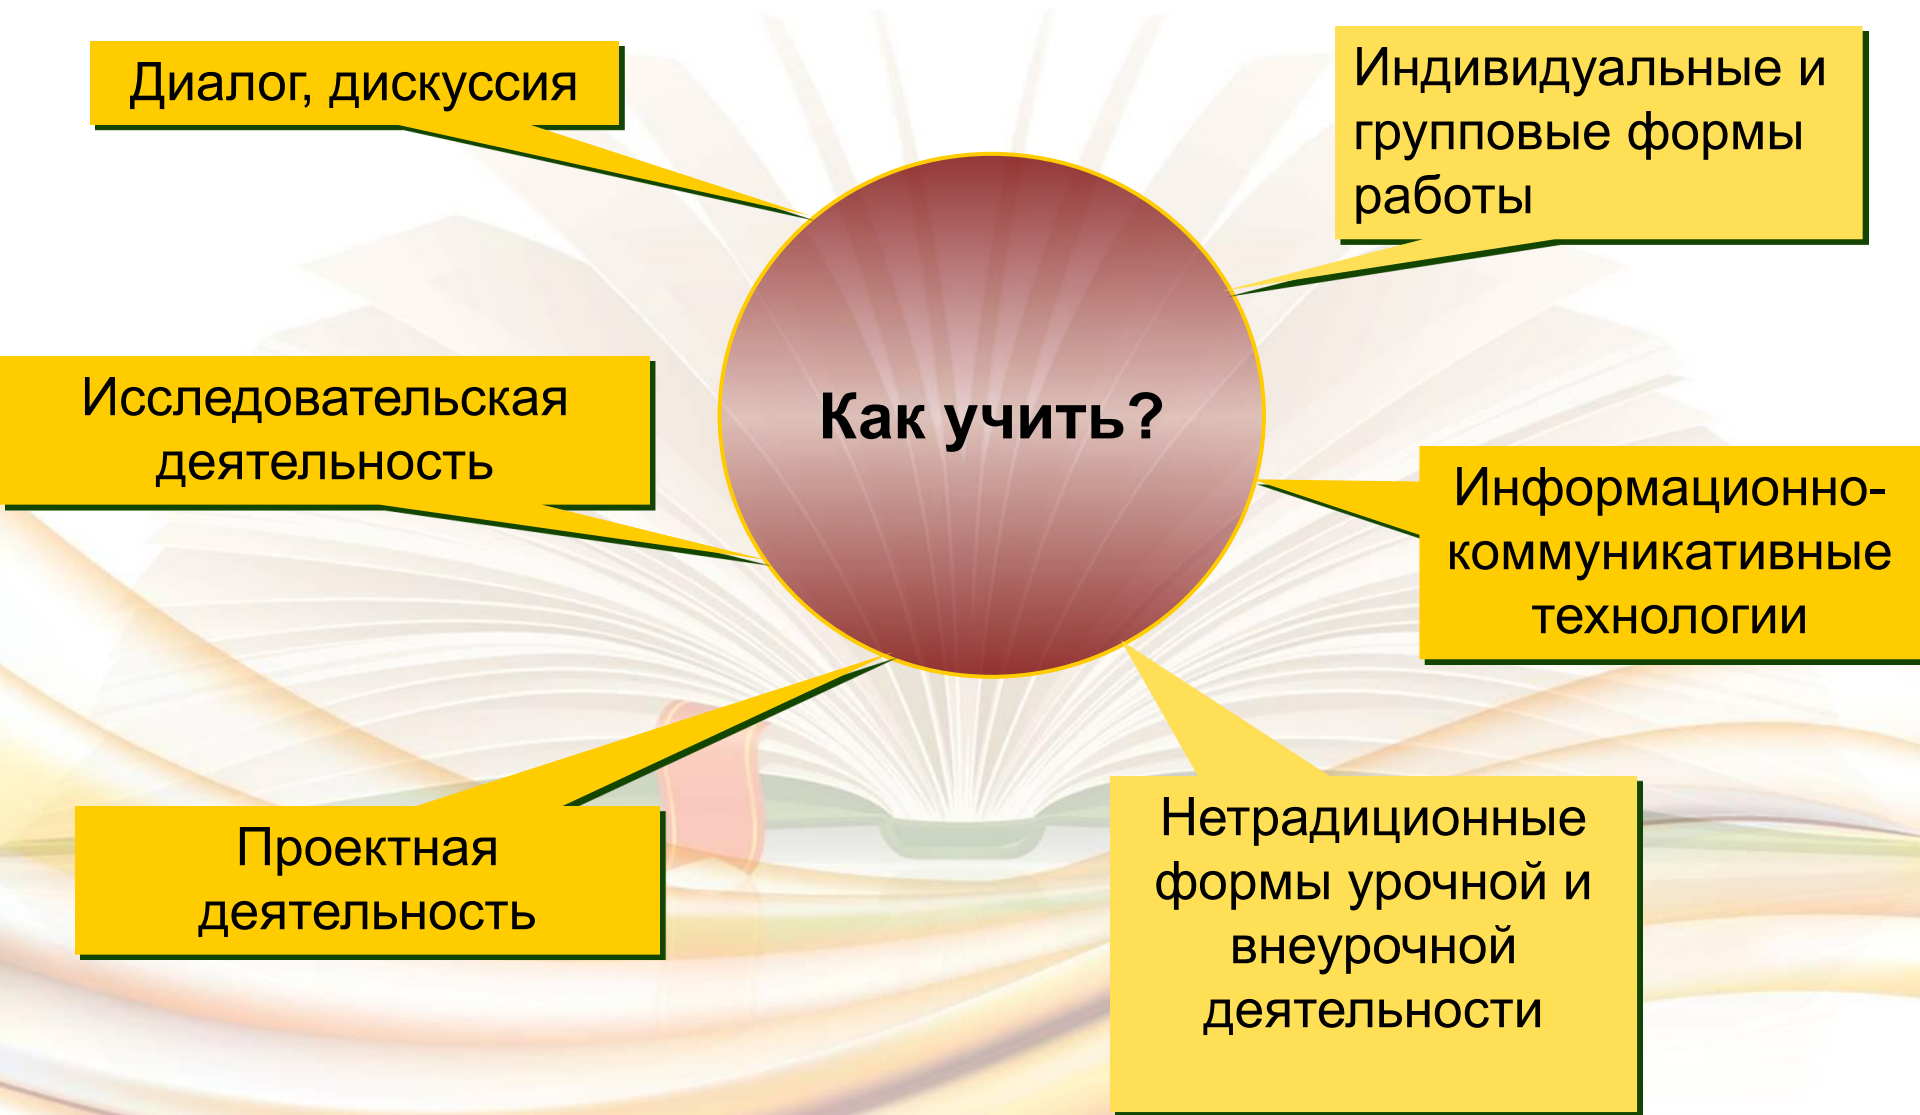 Диалог, дискуссия
Индивидуальные и
групповые формы
работы
Как учить?
Исследовательская
деятельность
Информационно-
коммуникативные
технологии
Проектная
деятельность
Нетрадиционные
формы урочной и
внеурочной
деятельности